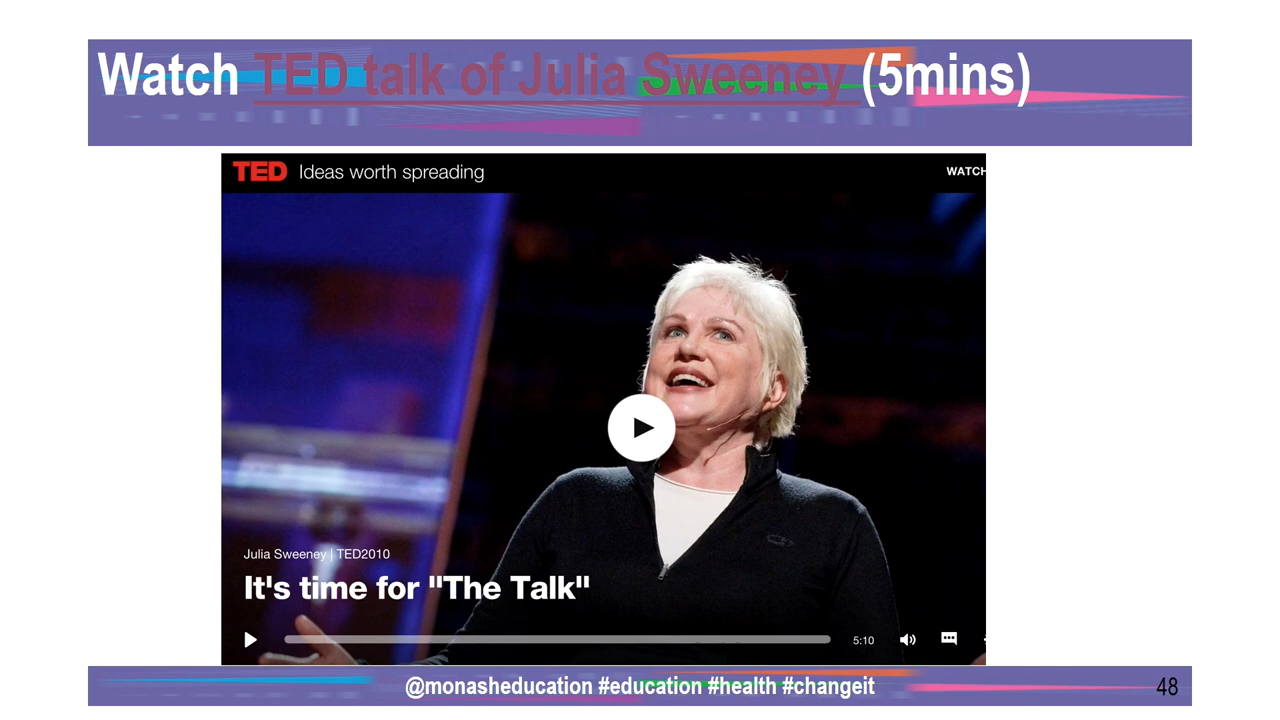 Watch TED talk of Julia Sweeney (5mins)
TED Ideas worth spreading
WATCH
Julia Sweeney | TED2010
It's time for "The Talk"
5:10
@monasheducation #education #health #changeit
48